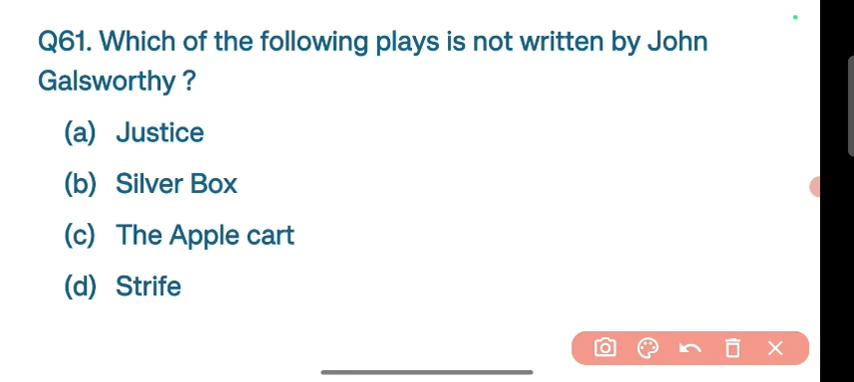 Q61. Which of the following plays is not written by John
Galsworthy ?
(a) Justice
(b) Silver Box
(c) The Apple cart
(d) Strife